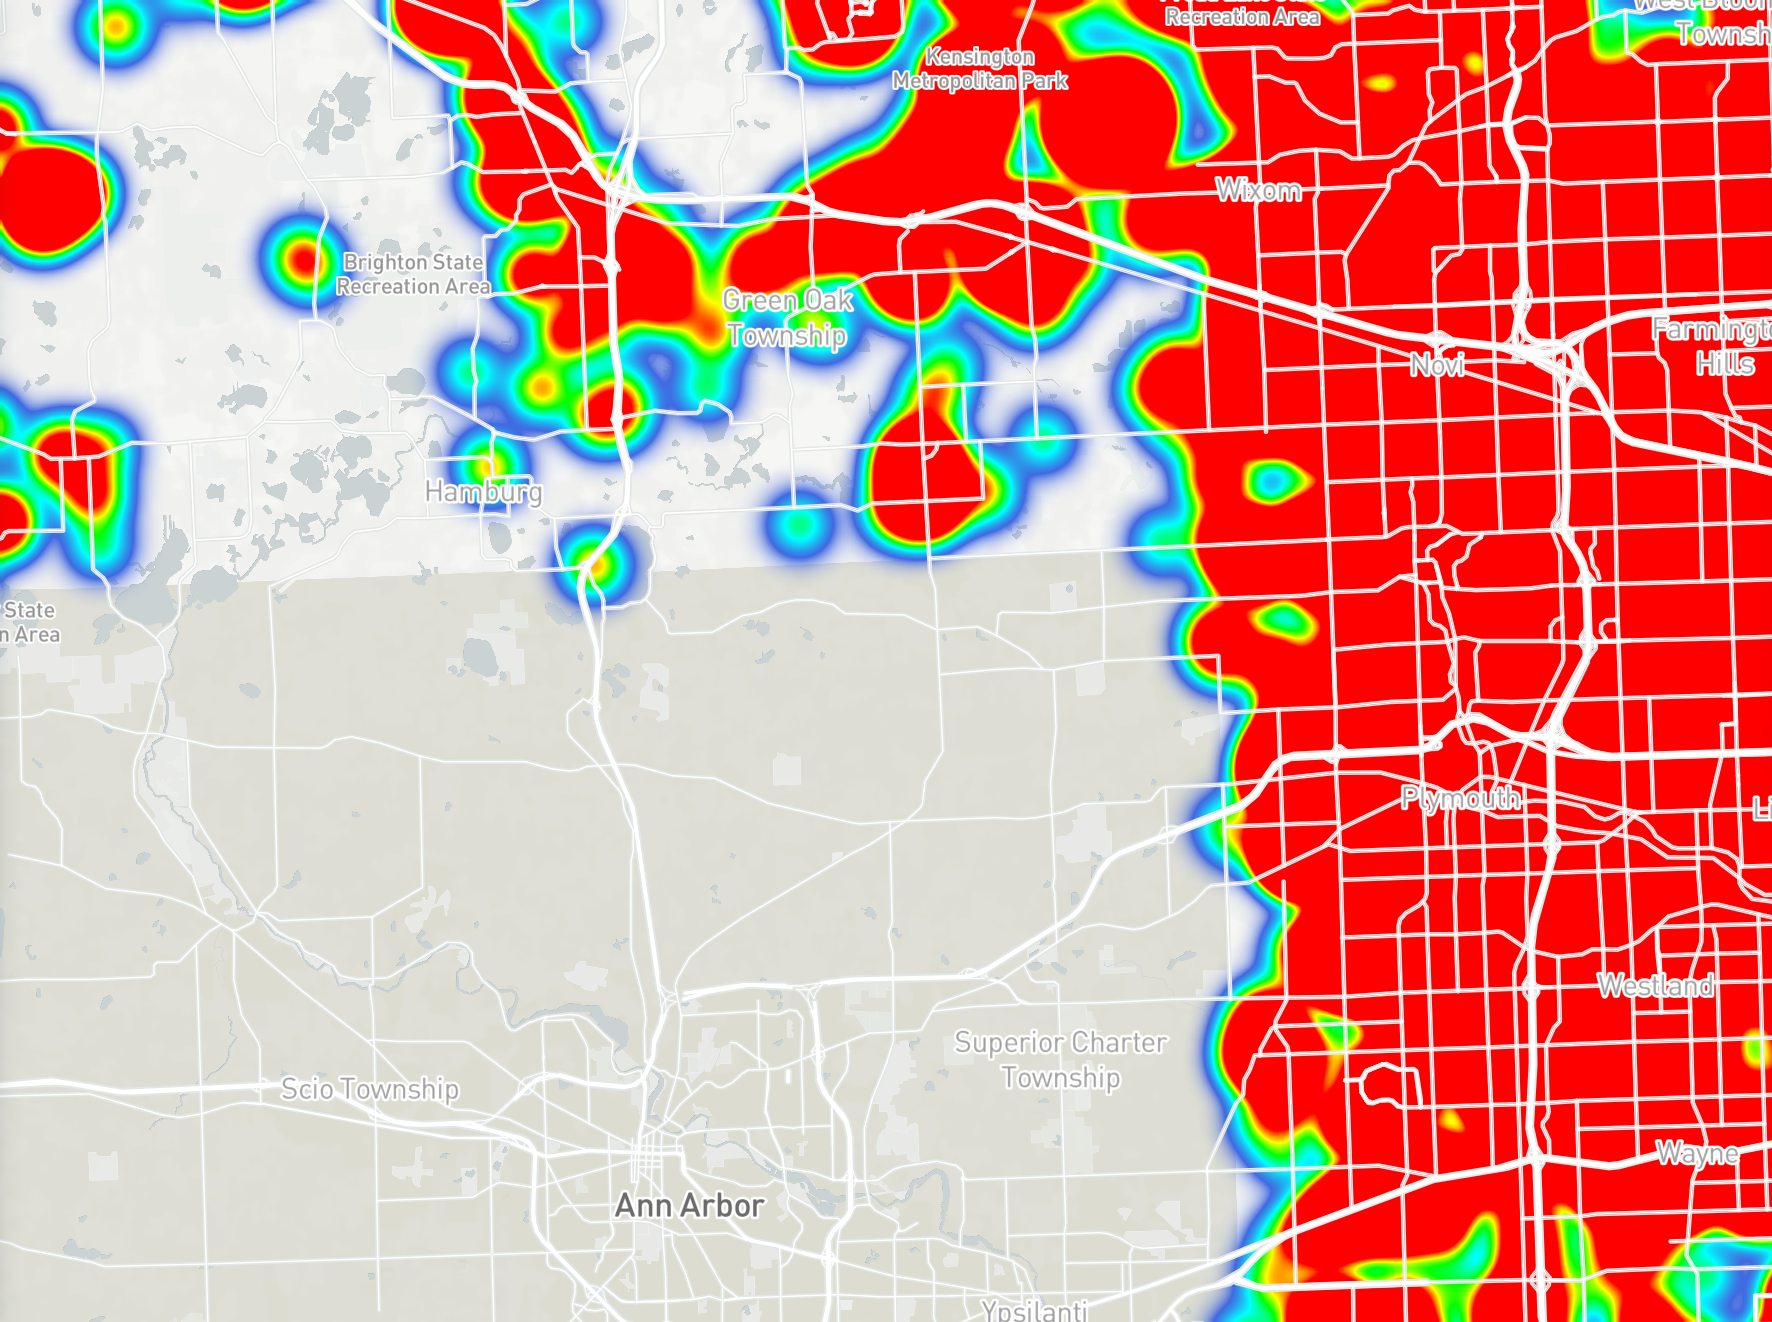 Recreation Area
Townsh
Kensington
Metropolitan Park
Wixom
Brighton State
Recreation Area
Green Oak
Township
Farmingto
Hills
Novi
Hamburg
State
n Area
Plymouth
Li
Westland
Superior Charter
Township
Scio Township
Wayne
Ann Arbor
Ypsilanti